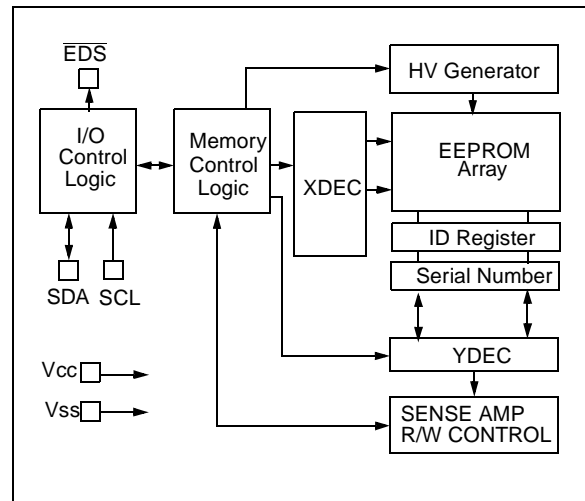 EDS
HV Generator
I/O
Control
Logic
Memory
Control
Logic
XDEC
EEPROM
Array
ID Register
Serial Number
SDA
SCL
YDEC
Vcc
Vss
SENSE AMP
R/W CONTROL